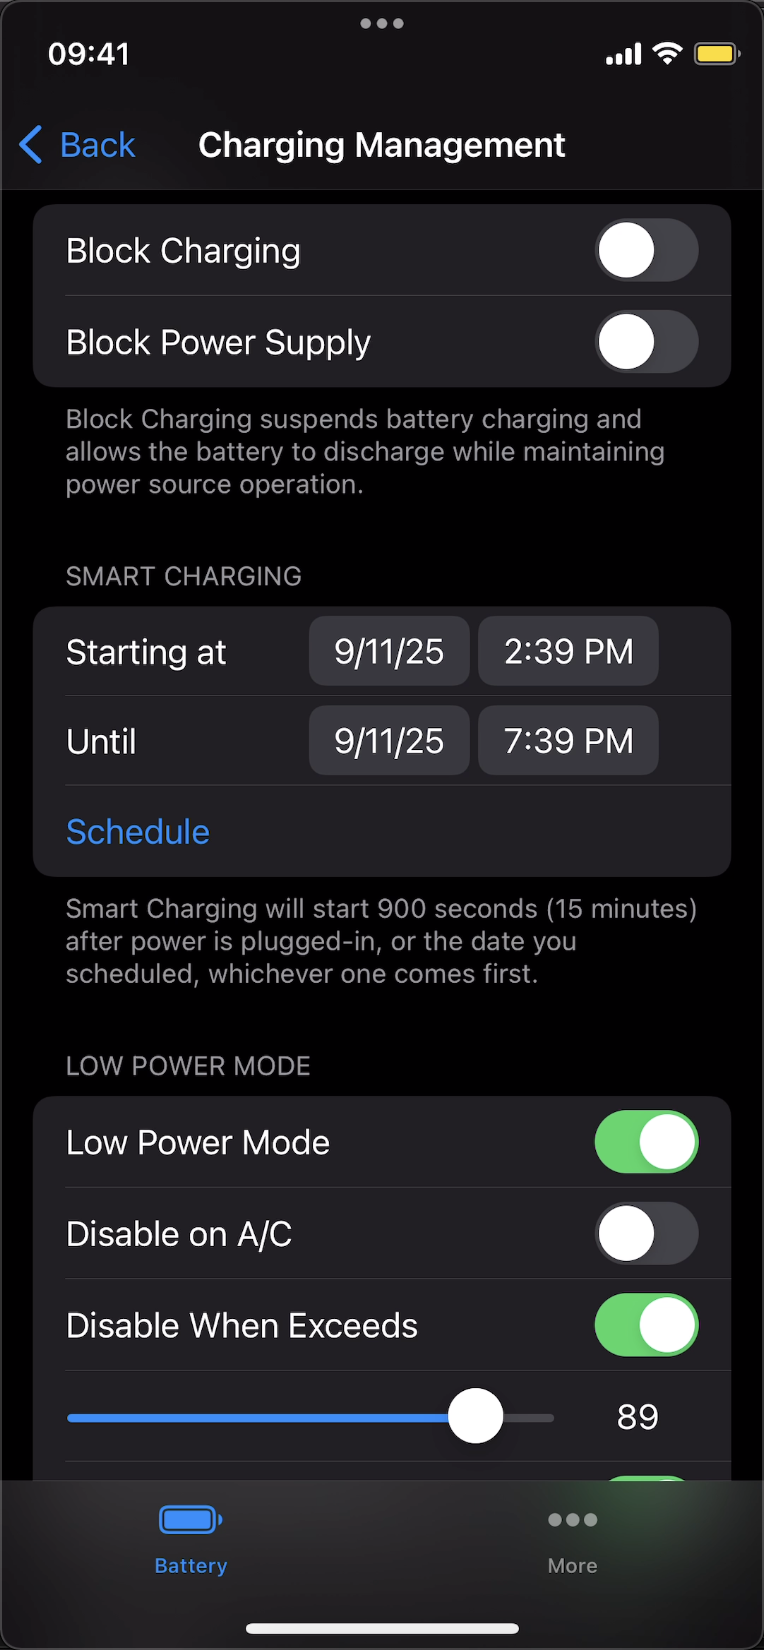 09:41
Back
Charging Management
Block Charging
Block Power Supply
Block Charging suspends battery charging and
allows the battery to discharge while maintaining
power source operation.
SMART CHARGING
Starting at 9/11/25 2:39 PM
Until 9/11/25 7:39 PM
Schedule
Smart Charging will start 900 seconds (15 minutes)
after power is plugged-in, or the date you
scheduled, whichever one comes first.
LOW POWER MODE
Low Power Mode
Disable on A/C
Disable When Exceeds
89
Battery
More